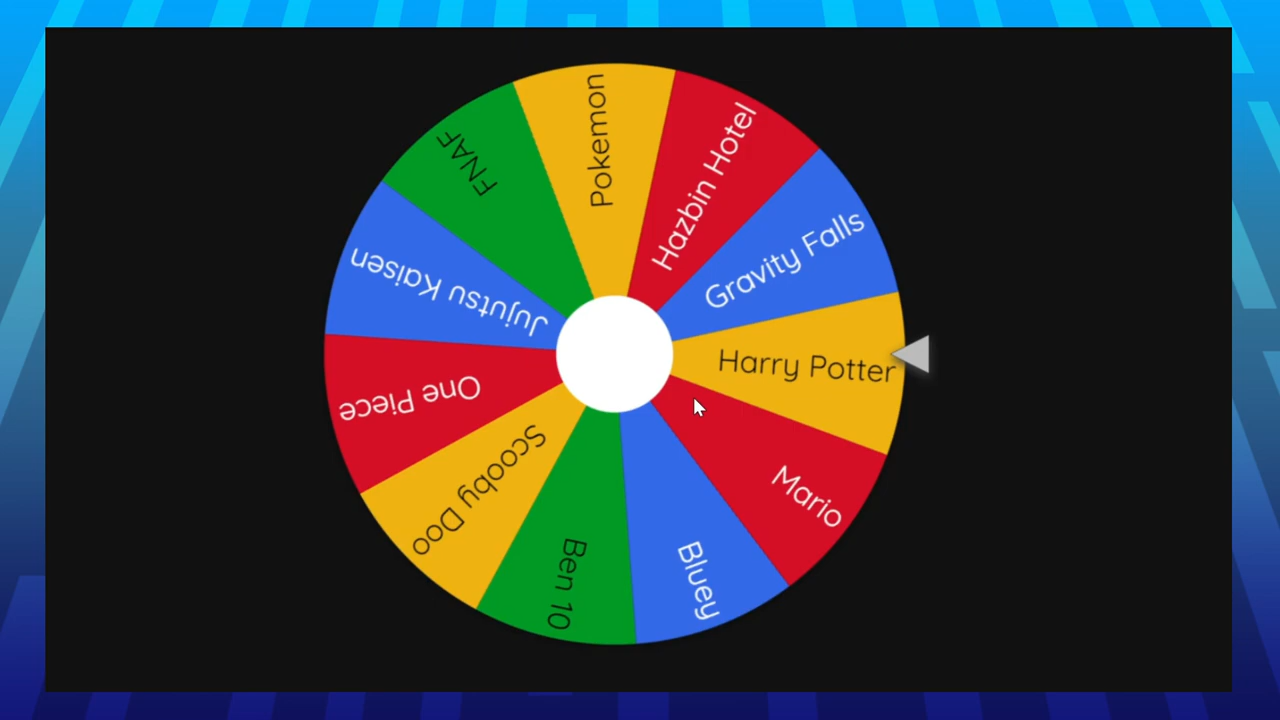 Pokemon
Hazbin Hotel
Gravity Falls
Harry Potter
Mario
Bluey
Ben 10
Scooby Doo
One Piece
Jujutsu Kaisen
FNAF